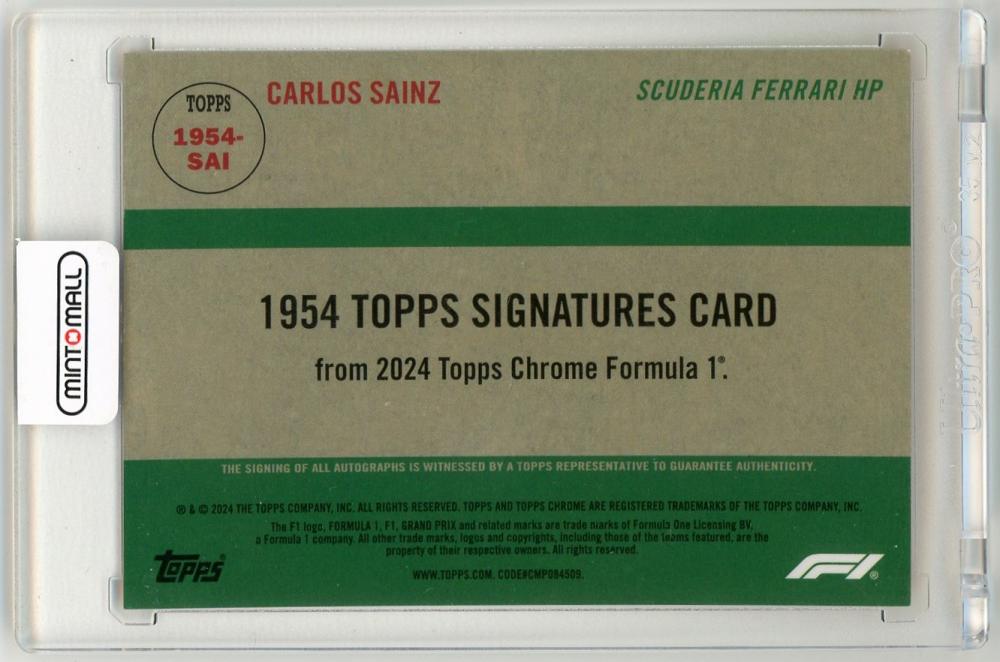 TOPPS
1954-
SAI
CARLOS SAINZ
SCUDERIA FERRARI HP
1954 TOPPS SIGNATURES CARD
from 2024 Topps Chrome Formula 1®.
THE SIGNING OF ALL AUTOGRAPHS IS WITNESSED BY A TOPPS REPRESENTATIVE TO GUARANTEE AUTHENTICITY.
® & © 2024 THE TOPPS COMPANY, INC. ALL RIGHTS RESERVED. TOPPS AND TOPPS CHROME ARE REGISTERED TRADEMARKS OF THE TOPPS COMPANY, INC.
The F1 logo, FORMULA 1, F1, GRAND PRIX and related marks are trade marks of Formula One Licensing BV,
a Formula 1 company. All other trade marks, logos and copyrights, including those of the teams featured, are the
property of their respective owners. All rights reserved.
WWW.TOPPS.COM. CODE#CMP084509.
Topps®
F1®
MINTOMALL